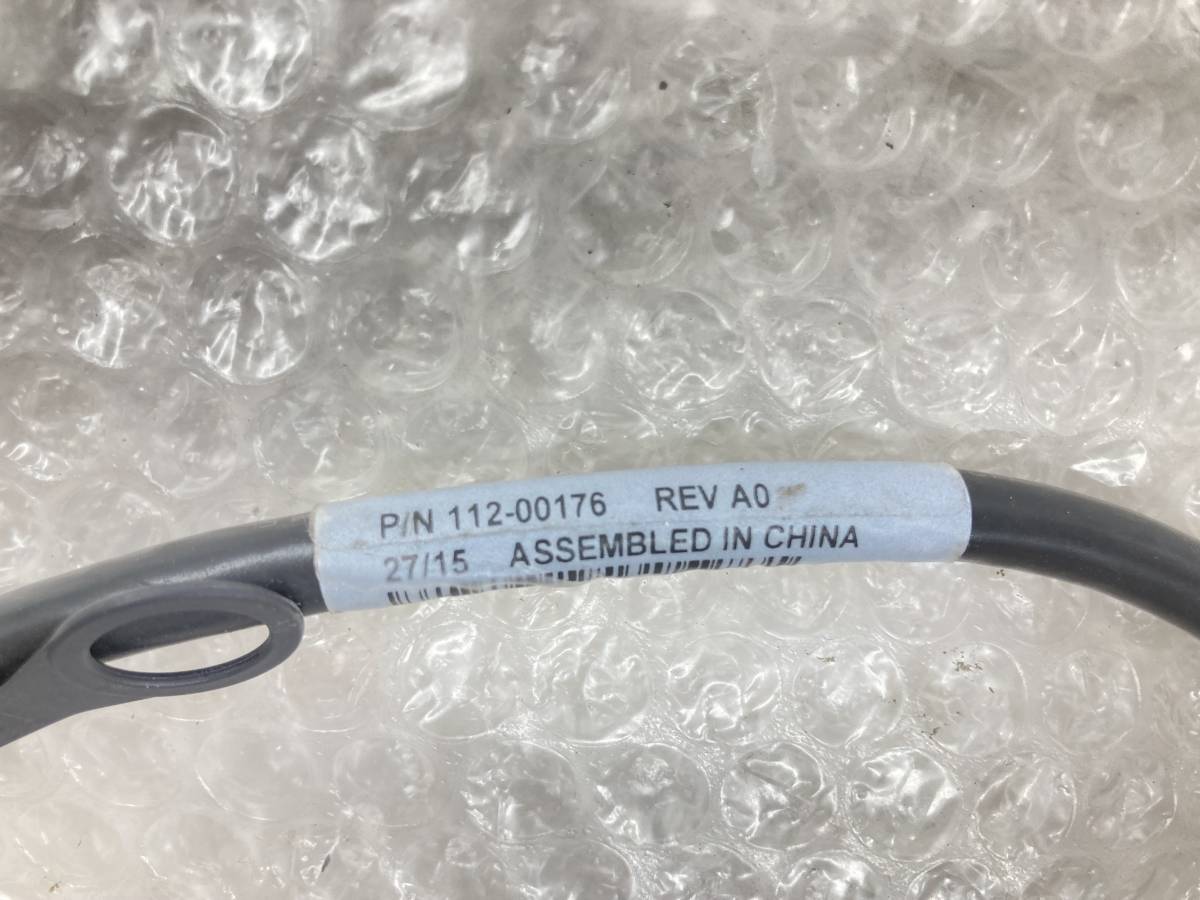 P/N 112-00176 REV A0
27/15 ASSEMBLED IN CHINA